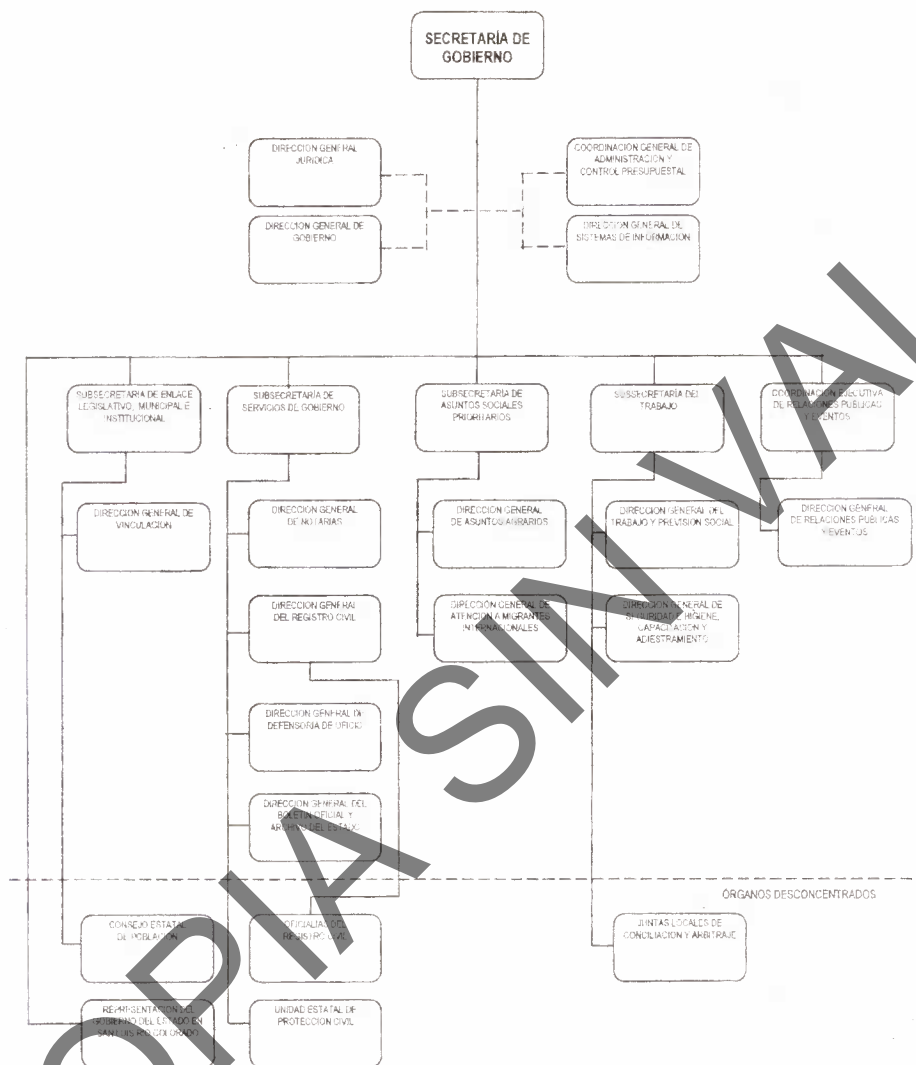 SECRETARÍA DE
GOBIERNO
DIRECCION GENERAL
JURIDICA
COORDINACION GENERAL DE
ADMINISTRACION Y
CONTROL PRESUPUESTAL
DIRECCION GENERAL DE
GOBIERNO
DIRECCION GENERAL DE
SISTEMAS DE INFORMACION
SUBSECRETARIA DE ENLACE
LEGISLATIVO, MUNICIPAL E
INSTITUCIONAL
SUBSECRETARÍA DE
SERVICIOS DE GOBIERNO
SUBSECRETARIA DE
ASUNTOS SOCIALES
PRIORITARIOS
SUBSECRETARÍA DEL
TRABAJO
COORDINACION EJECUTIVA
DE RELACIONES PUBLICAS
Y EVENTOS
DIRECCION GENERAL DE
VINCULACION
DIRECCION GENERAL
DE NOTARIAS
DIRECCION GENERAL
DE ASUNTOS AGRARIOS
DIRECCION GENERAL DEL
TRABAJO Y PREVISION SOCIAL
DIRECCION GENERAL
DE RELACIONES PUBLICAS
Y EVENTOS
DIRECCION GENERAL
DEL REGISTRO CIVIL
DIRECCIÓN GENERAL DE
ATENCION A MIGRANTES
INTERNACIONALES
DIRECCION GENERAL DE
SEGURIDAD E HIGIENE,
CAPACITACION Y
ADIESTRAMIENTO
DIRECCION GENERAL DE
DEFENSORIA DE OFICIO
DIRECCION GENERAL DEL
BOLETIN OFICIAL Y
ARCHIVO DEL ESTADO
ÓRGANOS DESCONCENTRADOS
CONSEJO ESTATAL
DE POBLACION
OFICIALIAS DEL
REGISTRO CIVIL
JUNTAS LOCALES DE
CONCILIACION Y ARBITRAJE
REPRESENTACION DEL
GOBIERNO DEL ESTADO EN
SAN LUIS RIO COLORADO
UNIDAD ESTATAL DE
PROTECCION CIVIL
COPIA SIN VAL